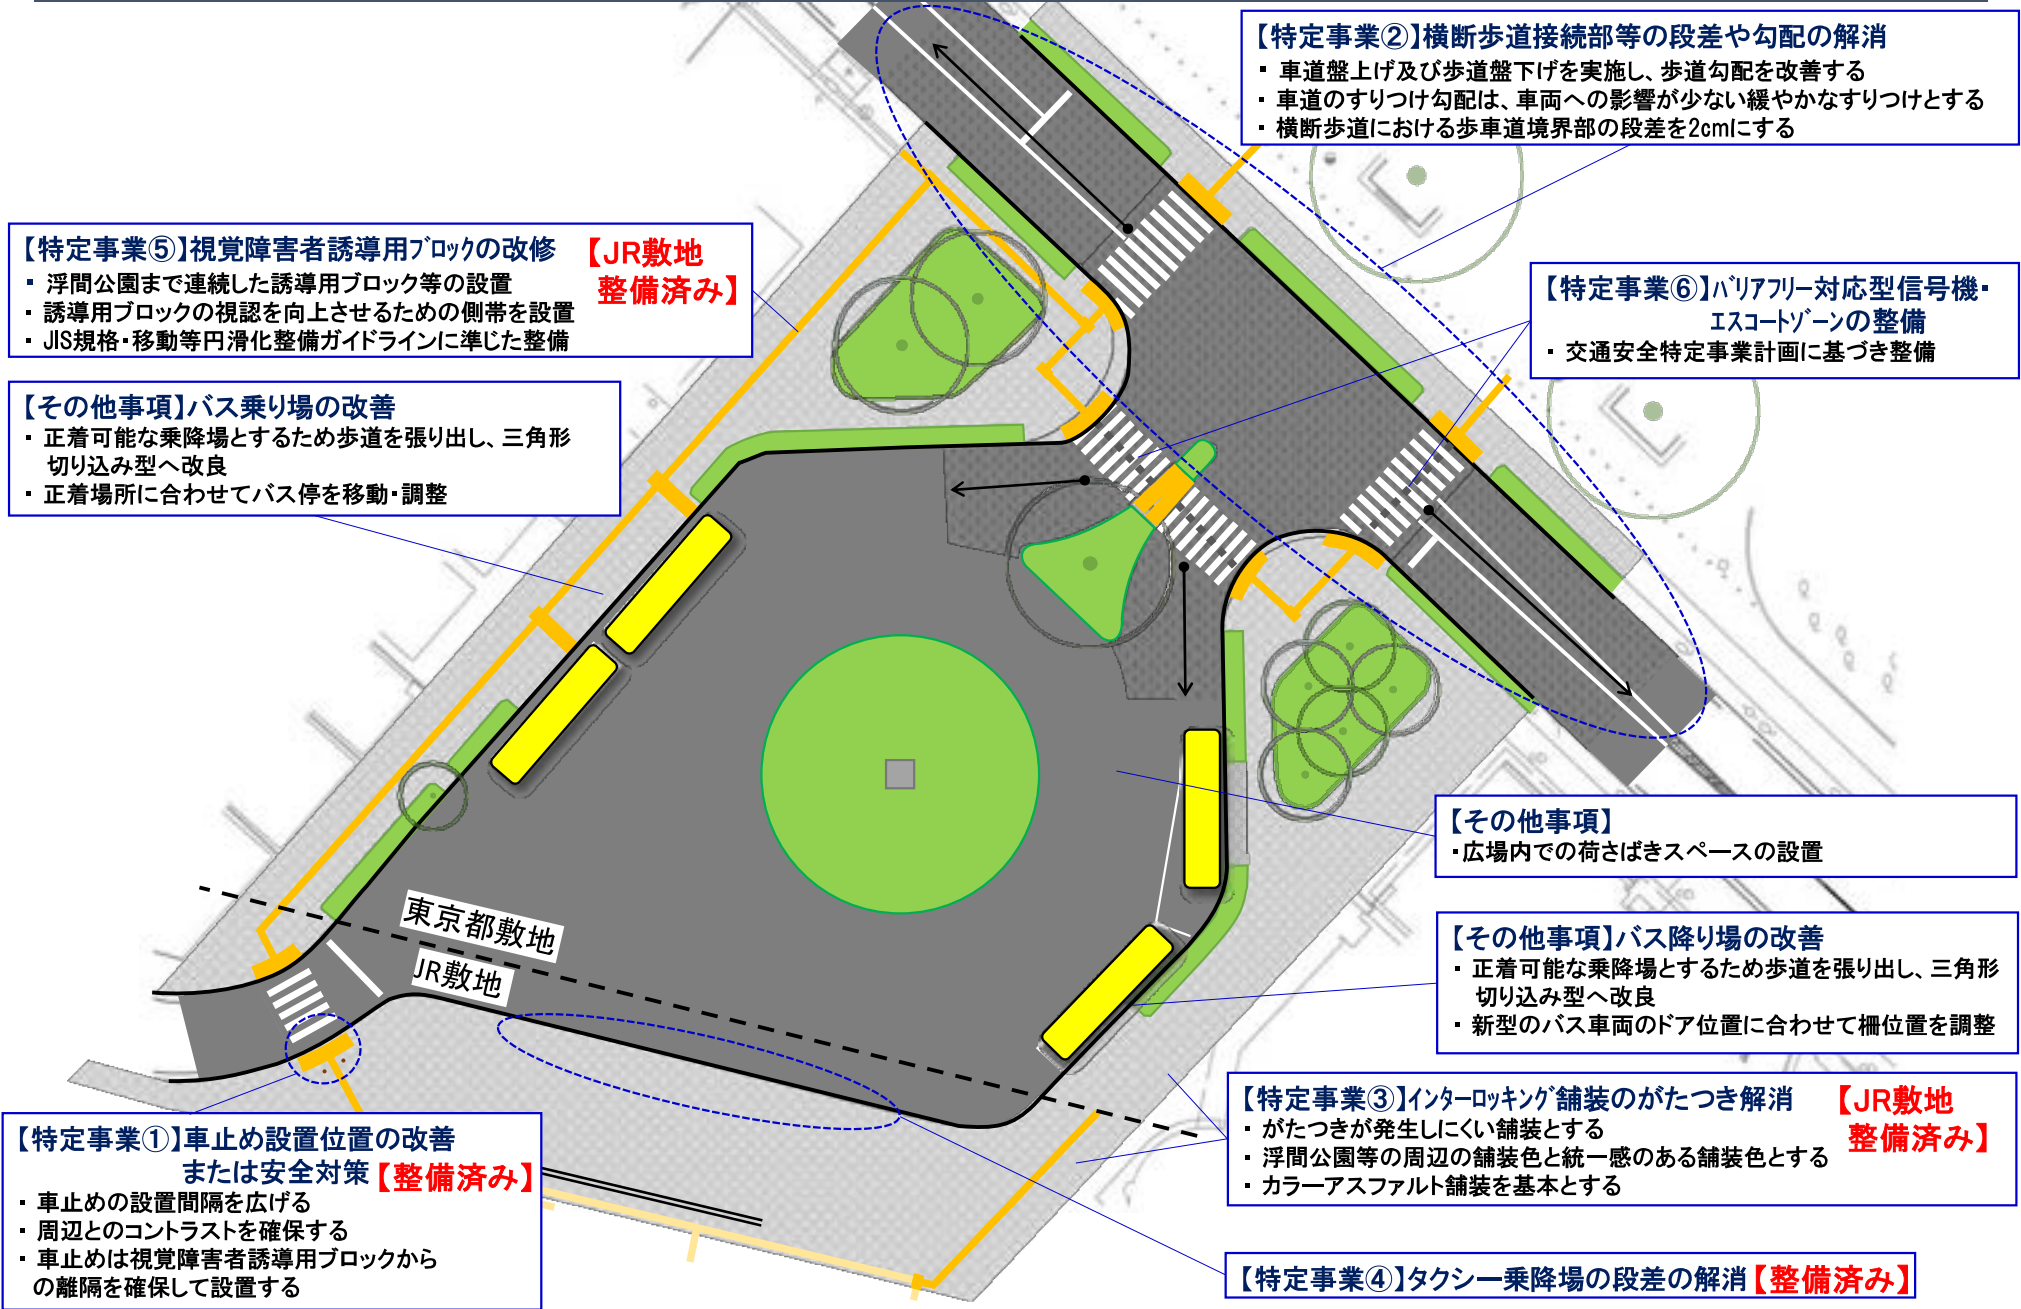 【特定事業②】横断歩道接続部等の段差や勾配の解消
・ 車道盤上げ及び歩道盤下げを実施し、歩道勾配を改善する
・ 車道のすりつけ勾配は、車両への影響が少ない緩やかなすりつけとする
・ 横断歩道における歩車道境界部の段差を2cmにする
【特定事業⑤】視覚障害者誘導用ブロックの改修
【JR敷地
整備済み】
・ 浮間公園まで連続した誘導用ブロック等の設置
・ 誘導用ブロックの視認を向上させるための側帯を設置
・ JIS規格・移動等円滑化整備ガイドラインに準じた整備
【特定事業⑥】バリアフリー対応型信号機・
エスコートゾーンの整備
・ 交通安全特定事業計画に基づき整備
【その他事項】バス乗り場の改善
・ 正着可能な乗降場とするため歩道を張り出し、三角形
切り込み型へ改良
・ 正着場所に合わせてバス停を移動・調整
【その他事項】
・広場内での荷さばきスペースの設置
東京都敷地
JR敷地
【その他事項】バス降り場の改善
・ 正着可能な乗降場とするため歩道を張り出し、三角形
切り込み型へ改良
・ 新型のバス車両のドア位置に合わせて柵位置を調整
【特定事業③】インターロッキング舗装のがたつき解消
【JR敷地
整備済み】
・ がたつきが発生しにくい舗装とする
・ 浮間公園等の周辺の舗装色と統一感のある舗装色とする
・ カラーアスファルト舗装を基本とする
【特定事業①】車止め設置位置の改善
または安全対策【整備済み】
・ 車止めの設置間隔を広げる
・ 周辺とのコントラストを確保する
・ 車止めは視覚障害者誘導用ブロックから
の離隔を確保して設置する
【特定事業④】タクシー乗降場の段差の解消【整備済み】